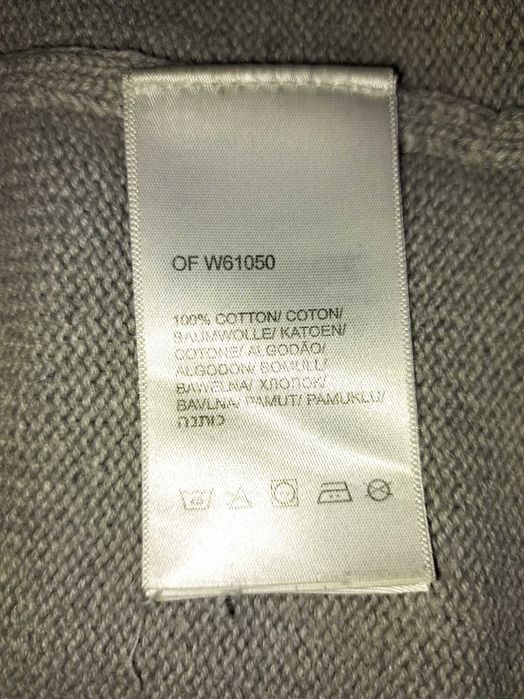 OF W61050
100% COTTON/ COTON/
BAUMWOLLE/ KATOEN/
COTONE/ ALGODÃO/
ALGODÓN/ BOMULL/
BAWEŁNA/ ХЛОПОК/
BAVLNA/ PAMUT/ PAMUKLU/
כותנה